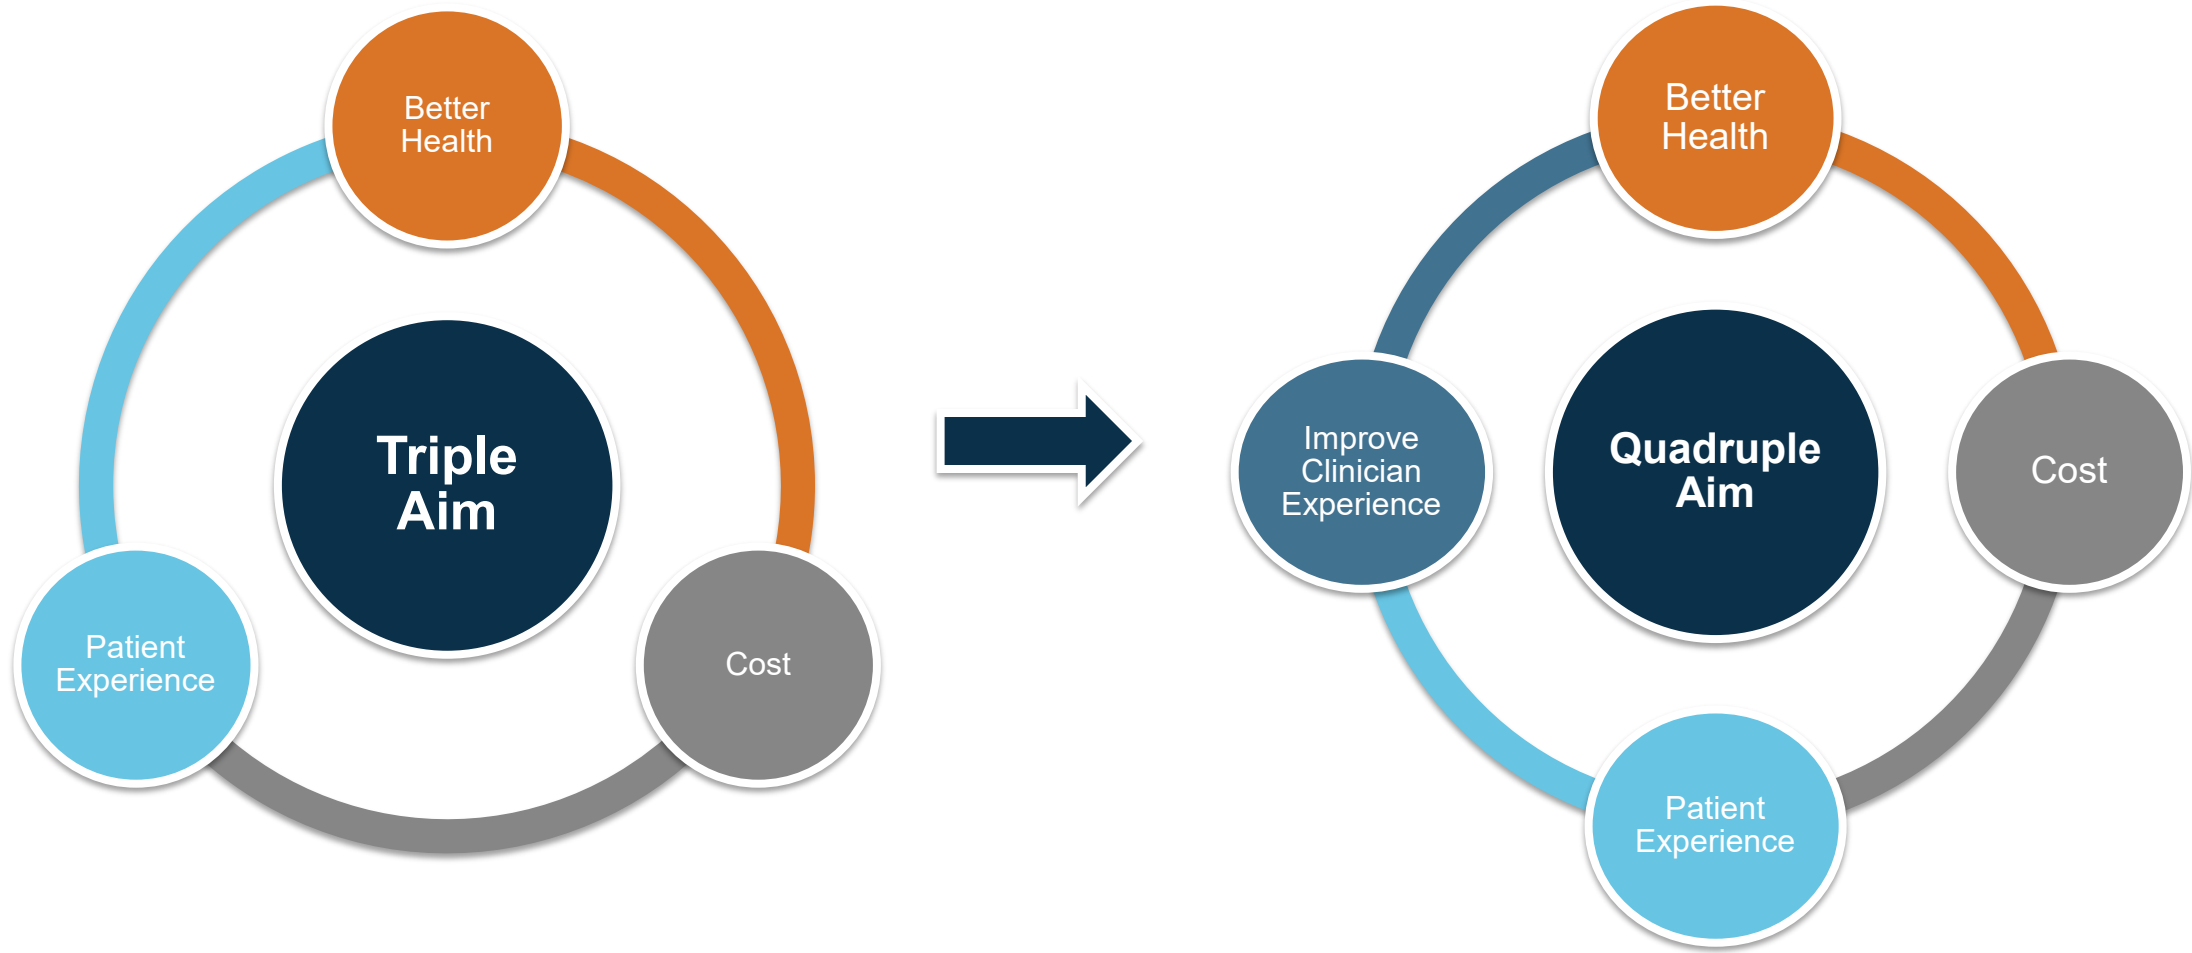 Better
Health
Triple
Aim
Patient
Experience
Cost
Better
Health
Improve
Clinician
Experience
Quadruple
Aim
Cost
Patient
Experience